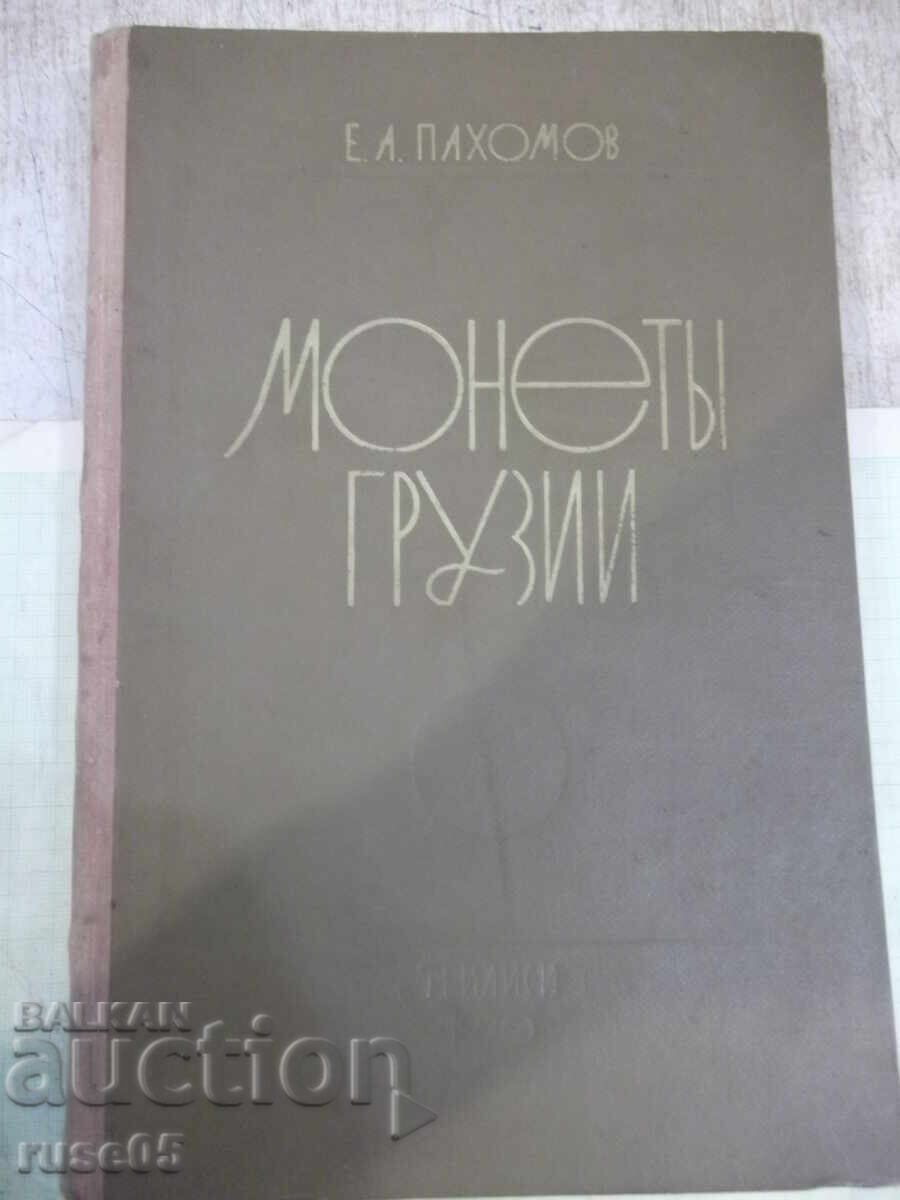 Е. А. ПАХОМОВ
МОНЕТЫ
ГРУЗИИ
BALKAN
auction
ruse05